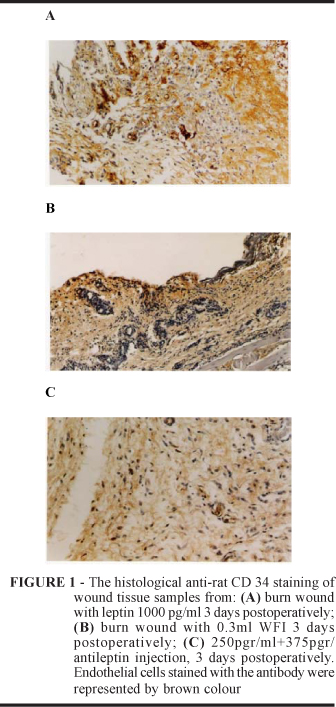 A
B
C
FIGURE 1 - The histological anti-rat CD 34 staining of
wound tissue samples from: (A) burn wound
with leptin 1000 pg/ml 3 days postoperatively;
(B) burn wound with 0.3ml WFI 3 days
postoperatively; (C) 250pgr/ml+375pgr/
antileptin injection, 3 days postoperatively.
Endothelial cells stained with the antibody were
represented by brown colour